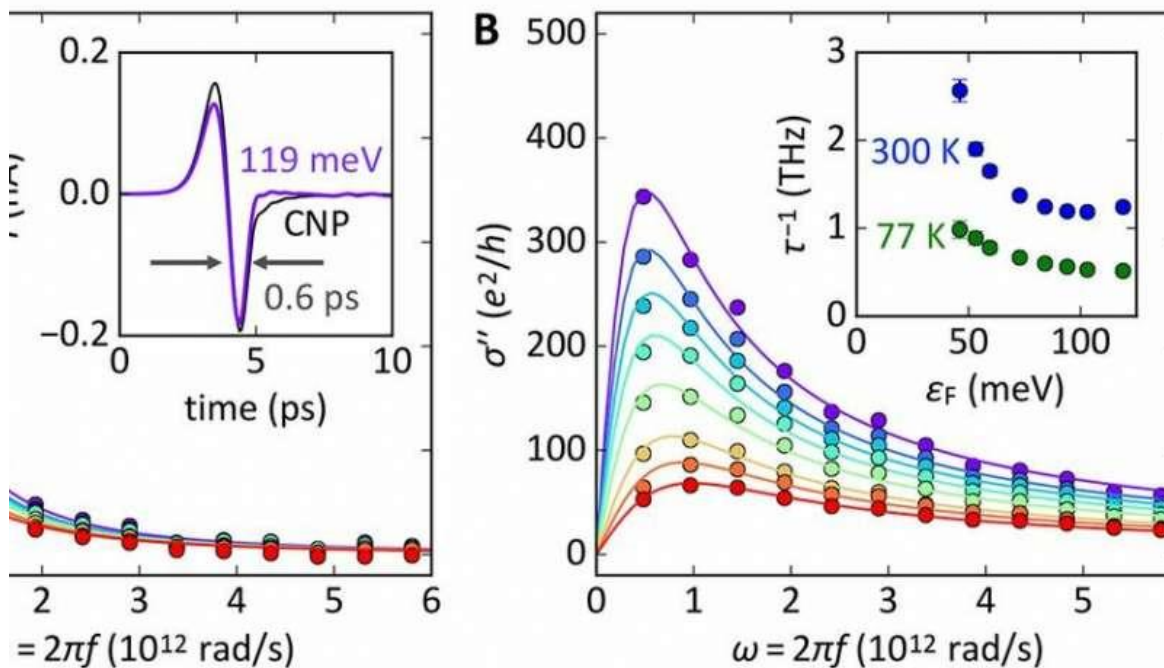 0.2
0.0
−0.2
119 meV
CNP
0.6 ps
0 5 10
time (ps)
2 3 4 5 6
= 2πf (10¹² rad/s)
B
500
400
300
200
100
0
σ'' (e²/h)
3
2
1
0
τ⁻¹ (THz)
300 K
77 K
0 50 100
εF (meV)
0 1 2 3 4 5
ω = 2πf (10¹² rad/s)